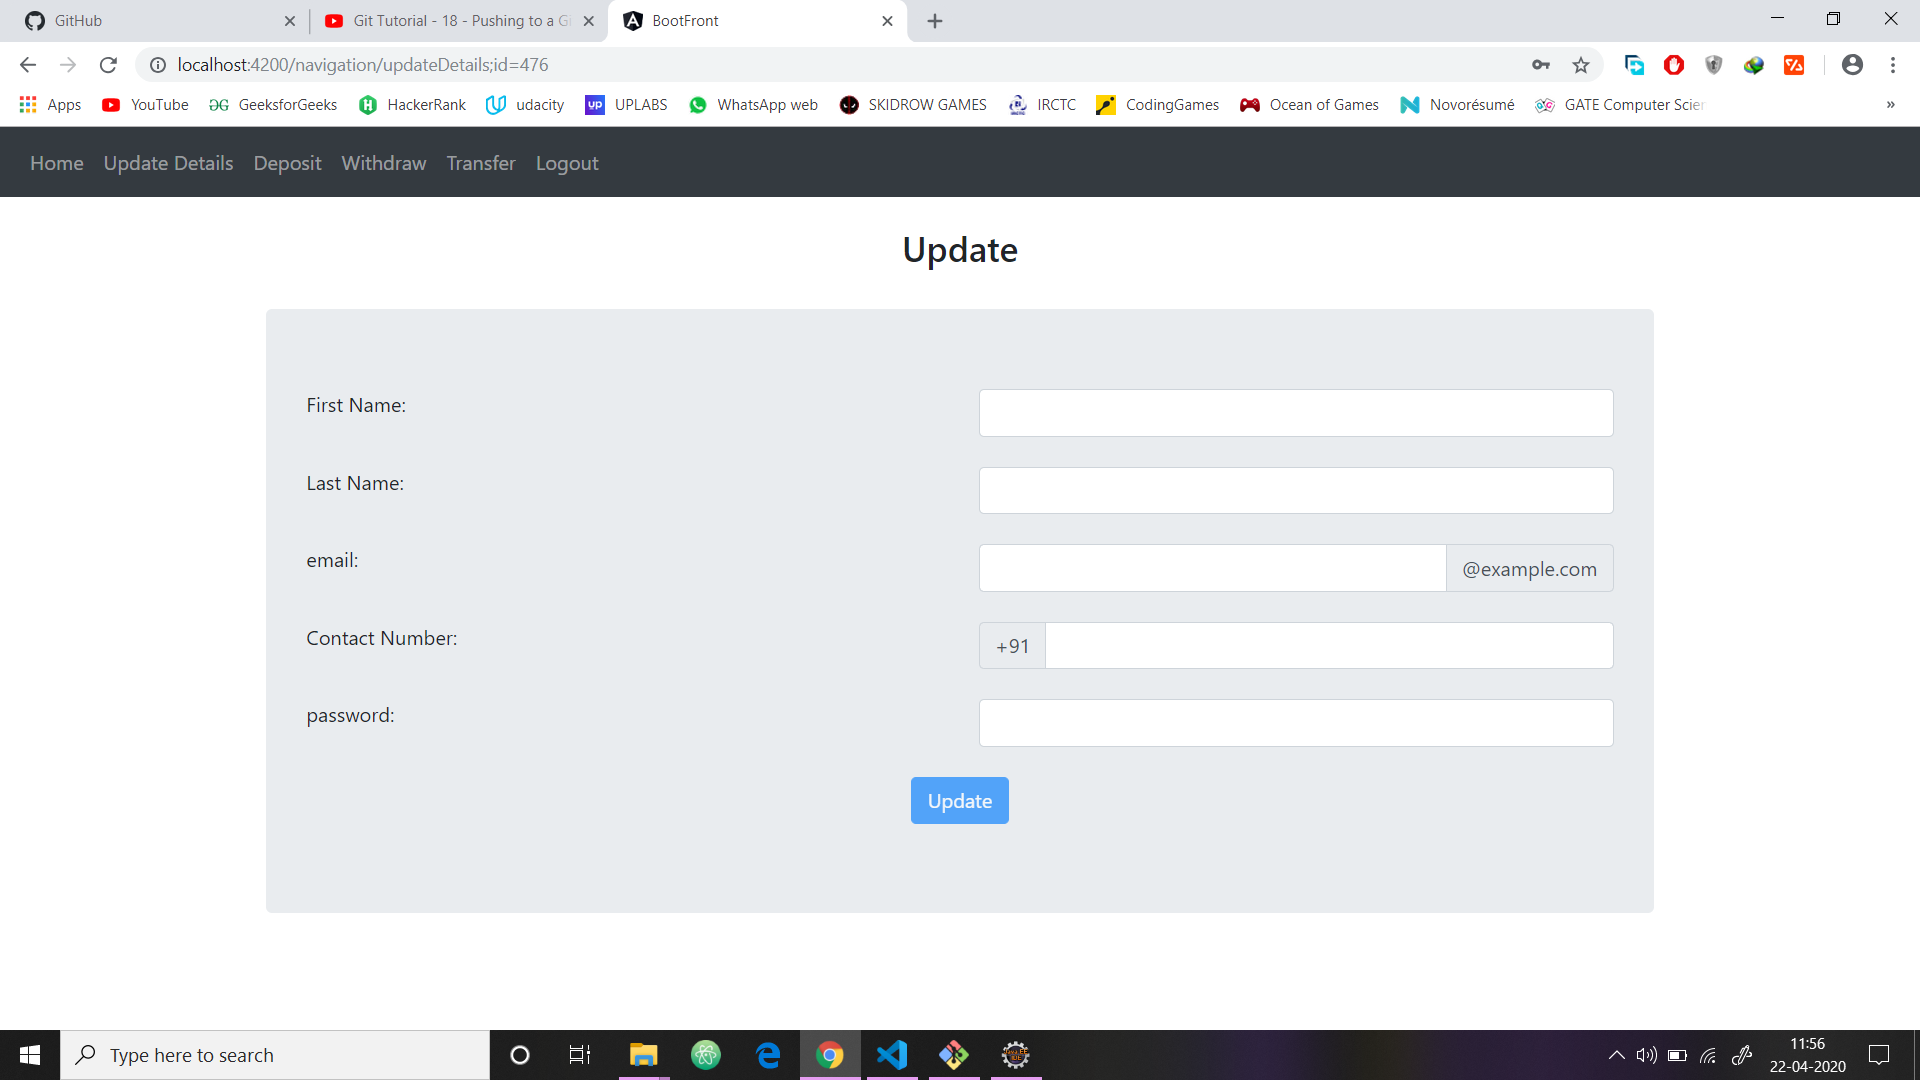 GitHub
Git Tutorial - 18 - Pushing to a Gi
BootFront
localhost:4200/navigation/updateDetails;id=476
Apps YouTube GeeksforGeeks HackerRank udacity UPLABS WhatsApp web SKIDROW GAMES IRCTC CodingGames Ocean of Games Novorésumé GATE Computer Scien
Home Update Details Deposit Withdraw Transfer Logout
Update
First Name:
Last Name:
email:
@example.com
Contact Number:
+91
password:
Update
Type here to search
11:56
22-04-2020